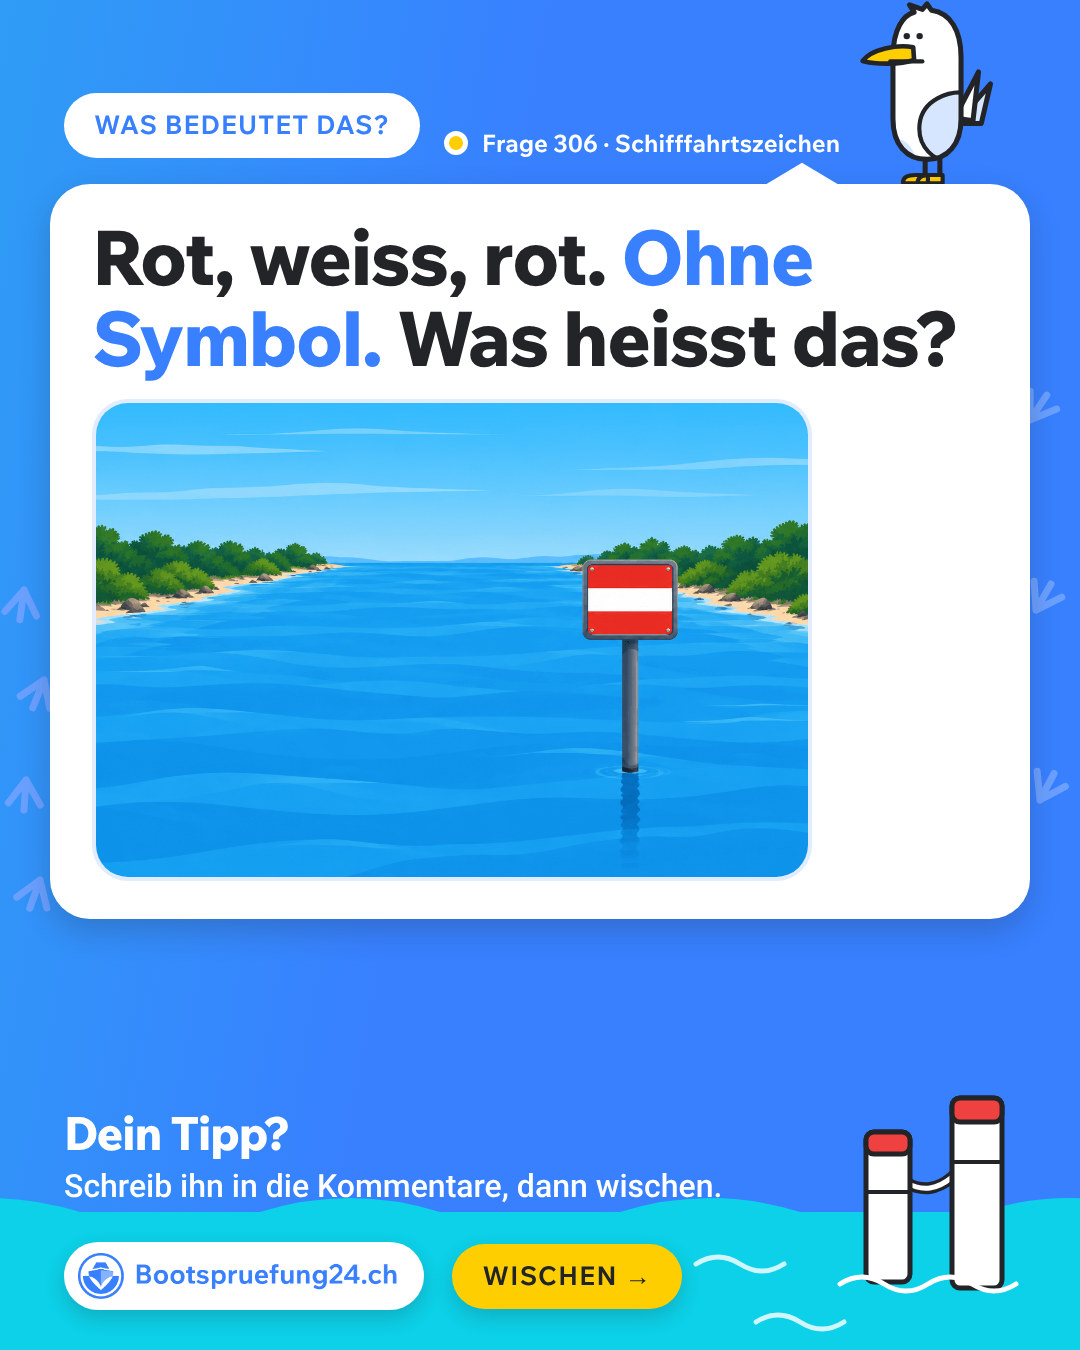 WAS BEDEUTET DAS?
Frage 306 · Schifffahrtszeichen
Rot, weiss, rot. Ohne
Symbol. Was heisst das?
Dein Tipp?
Schreib ihn in die Kommentare, dann wischen.
Bootspruefung24.ch
WISCHEN →